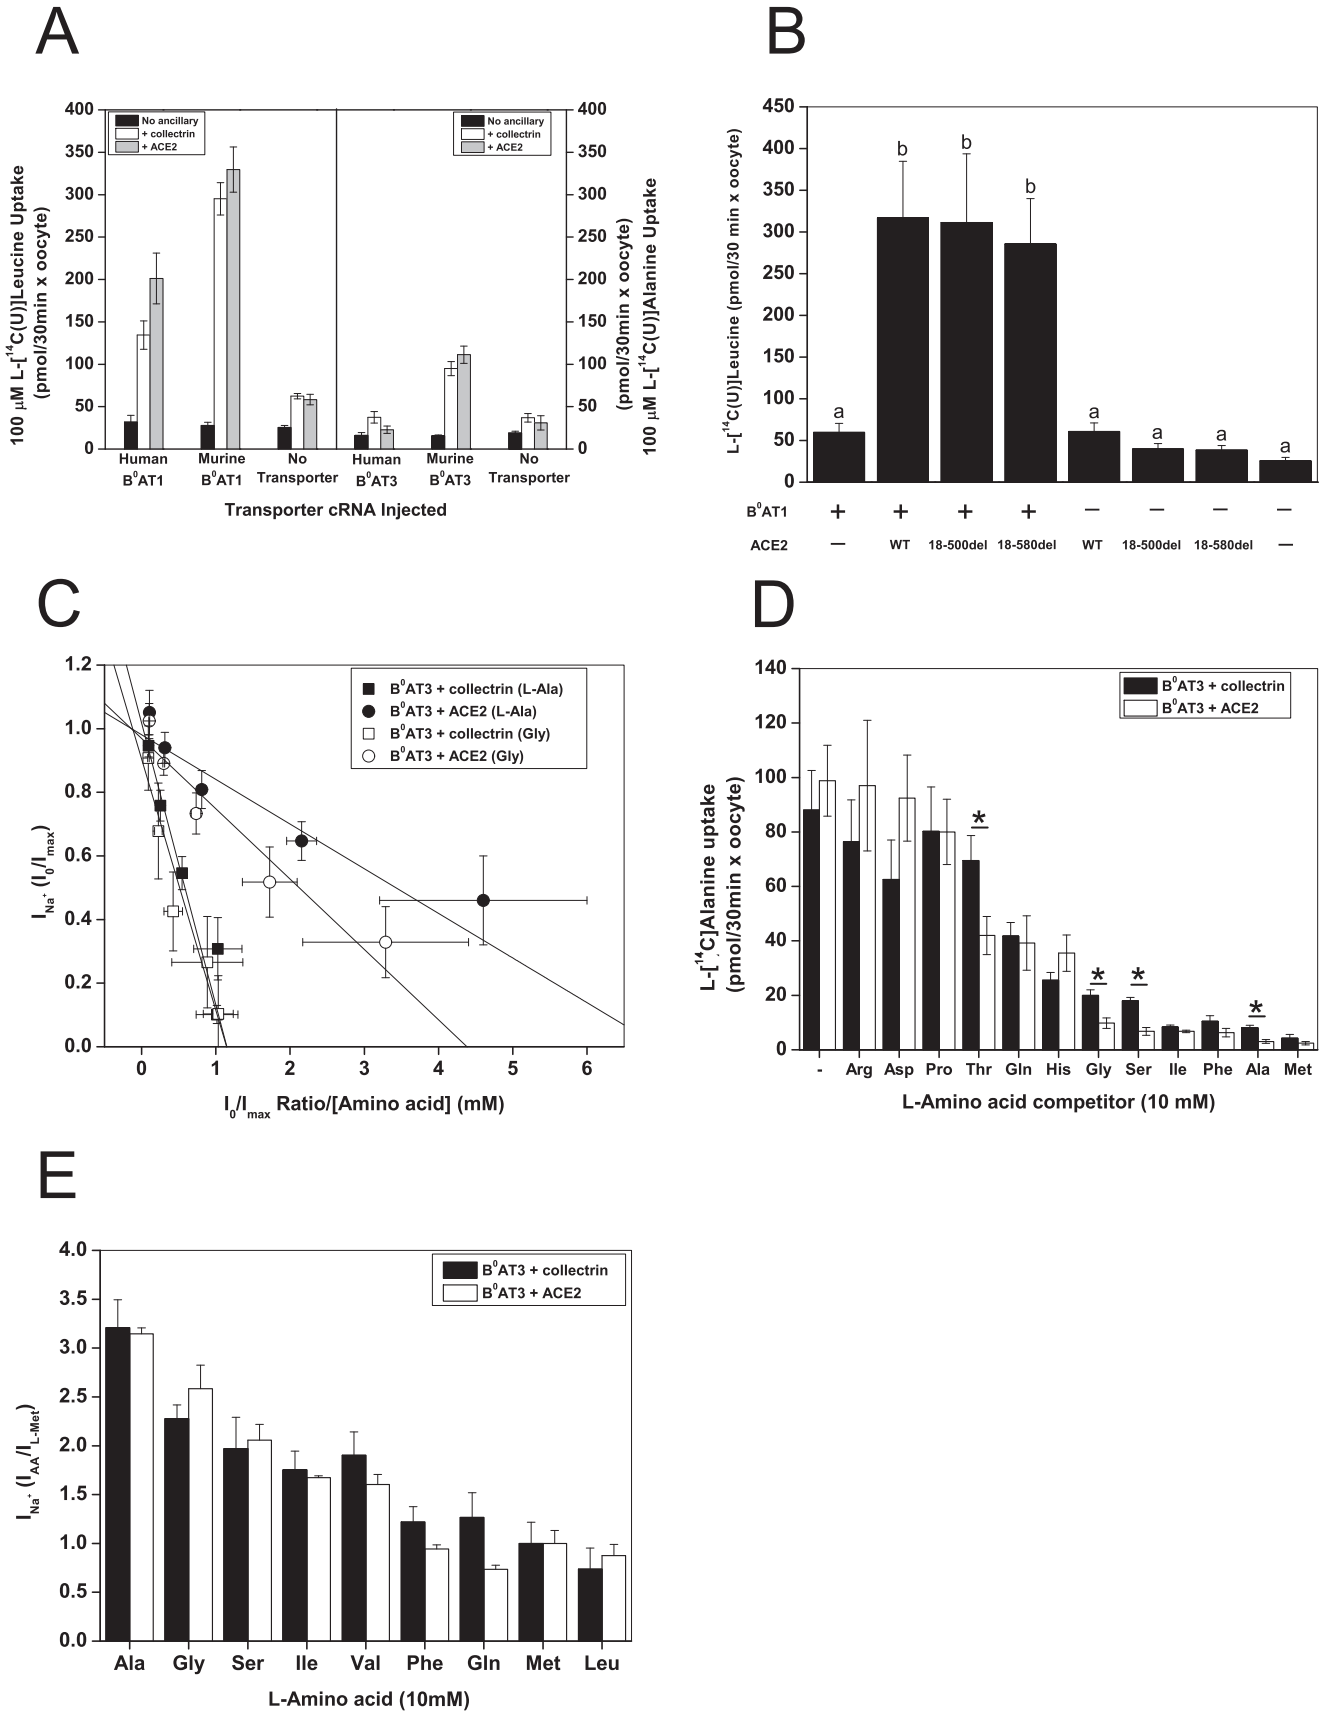 A
400
350
300
250
200
150
100
50
0
No ancillary
+ collectrin
+ ACE2
No ancillary
+ collectrin
+ ACE2
400
350
300
250
200
150
100
50
0
100 μM L-[¹⁴C(U)]Leucine Uptake
(pmol/30min x oocyte)
(pmol/30min x oocyte)
100 μM L-[¹⁴C(U)]Alanine Uptake
Human Murine No Human Murine No
B⁰AT1 B⁰AT1 Transporter B⁰AT3 B⁰AT3 Transporter
Transporter cRNA Injected
B
450
400
350
300
250
200
150
100
50
0
L-[¹⁴C(U)]Leucine (pmol/30 min x oocyte)
a b b b a a a a
B⁰AT1 + + + + − − − −
ACE2 − WT 18-500del 18-580del WT 18-500del 18-580del −
C
1.2
1.0
0.8
0.6
0.4
0.2
0.0
I Na⁺ (I₀/Imax)
B⁰AT3 + collectrin (L-Ala)
B⁰AT3 + ACE2 (L-Ala)
B⁰AT3 + collectrin (Gly)
B⁰AT3 + ACE2 (Gly)
0 1 2 3 4 5 6
I₀/Imax Ratio/[Amino acid] (mM)
D
140
120
100
80
60
40
20
0
L-[¹⁴C]Alanine uptake
(pmol/30min x oocyte)
B⁰AT3 + collectrin
B⁰AT3 + ACE2
* * * *
- Arg Asp Pro Thr Gln His Gly Ser Ile Phe Ala Met
L-Amino acid competitor (10 mM)
E
4.0
3.5
3.0
2.5
2.0
1.5
1.0
0.5
0.0
I Na⁺ (I AA/I L-Met)
B⁰AT3 + collectrin
B⁰AT3 + ACE2
Ala Gly Ser Ile Val Phe Gln Met Leu
L-Amino acid (10mM)